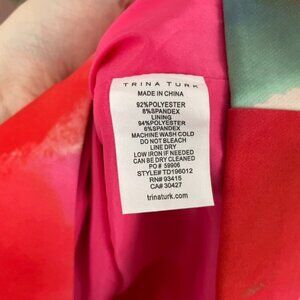 TRINA TURK
MADE IN CHINA
92%POLYESTER
8%SPANDEX
LINING
94%POLYESTER
6%SPANDEX
MACHINE WASH COLD
DO NOT BLEACH
LINE DRY
LOW IRON IF NEEDED
CAN BE DRY CLEANED
PO# 59906
STYLE# TD196012
RN# 93415
CA# 30427
trinaturk.com